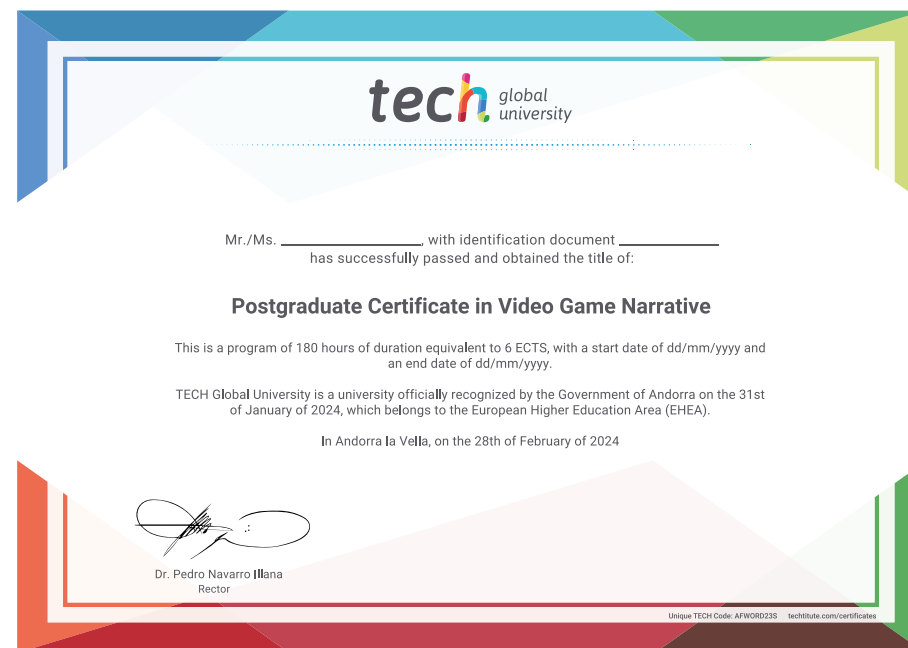 tech global
university
Mr./Ms. ____________________, with identification document ______________
has successfully passed and obtained the title of:
Postgraduate Certificate in Video Game Narrative
This is a program of 180 hours of duration equivalent to 6 ECTS, with a start date of dd/mm/yyyy and
an end date of dd/mm/yyyy.
TECH Global University is a university officially recognized by the Government of Andorra on the 31st
of January of 2024, which belongs to the European Higher Education Area (EHEA).
In Andorra la Vella, on the 28th of February of 2024
Dr. Pedro Navarro Illana
Rector
Unique TECH Code: AFWORD23S techtitute.com/certificates